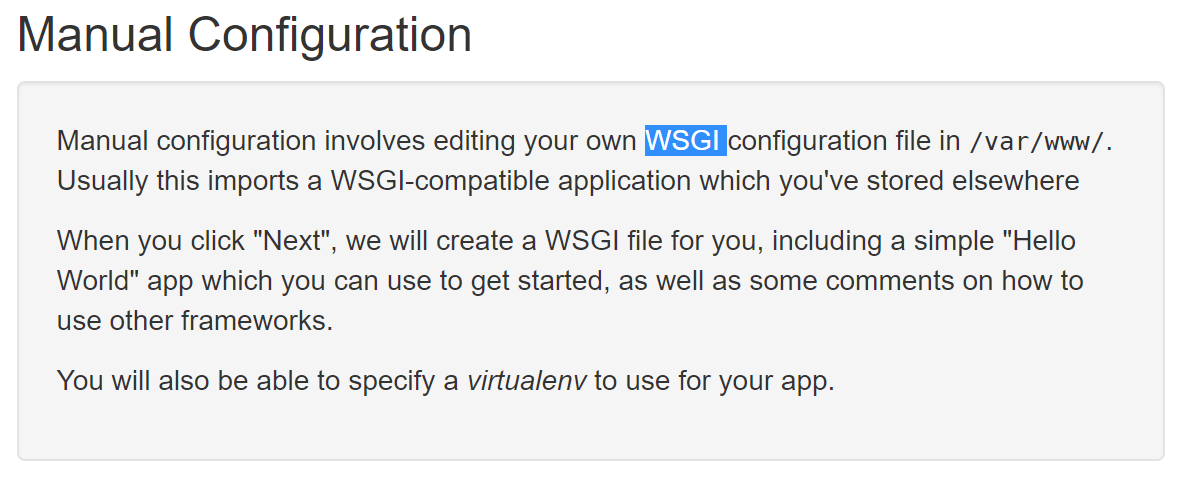 Manual Configuration
Manual configuration involves editing your own WSGI configuration file in /var/www/.
Usually this imports a WSGI-compatible application which you've stored elsewhere
When you click "Next", we will create a WSGI file for you, including a simple "Hello
World" app which you can use to get started, as well as some comments on how to
use other frameworks.
You will also be able to specify a virtualenv to use for your app.